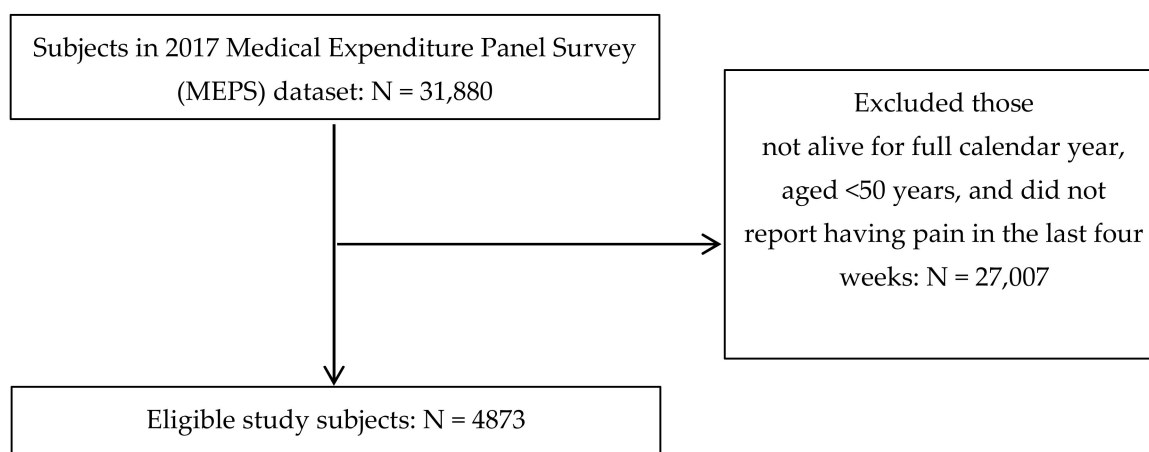 Subjects in 2017 Medical Expenditure Panel Survey
(MEPS) dataset: N = 31,880
Excluded those
not alive for full calendar year,
aged <50 years, and did not
report having pain in the last four
weeks: N = 27,007
Eligible study subjects: N = 4873